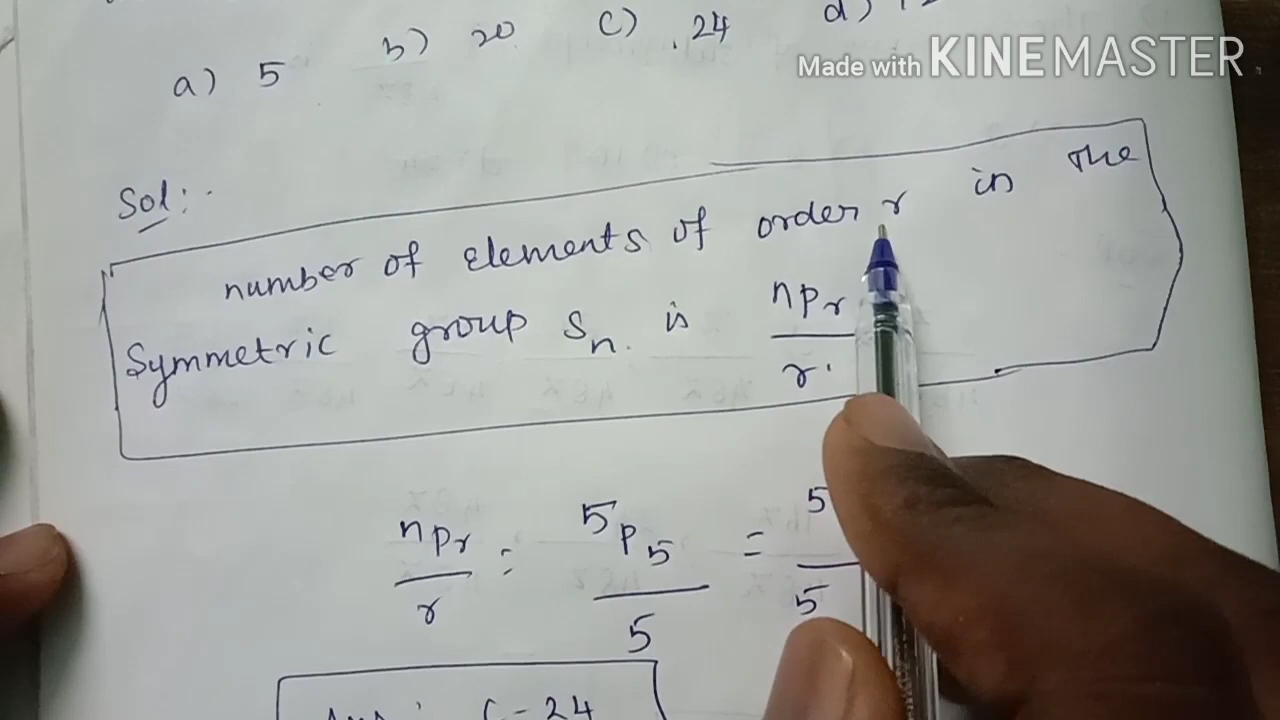 a) 5 b) 20 c) 24 d)
Made with KINEMASTER
Sol:-
number of elements of order r in the
Symmetric group Sn is nPr
r
nPr = 5P5 = 5
r 5 5
Ans: C-24